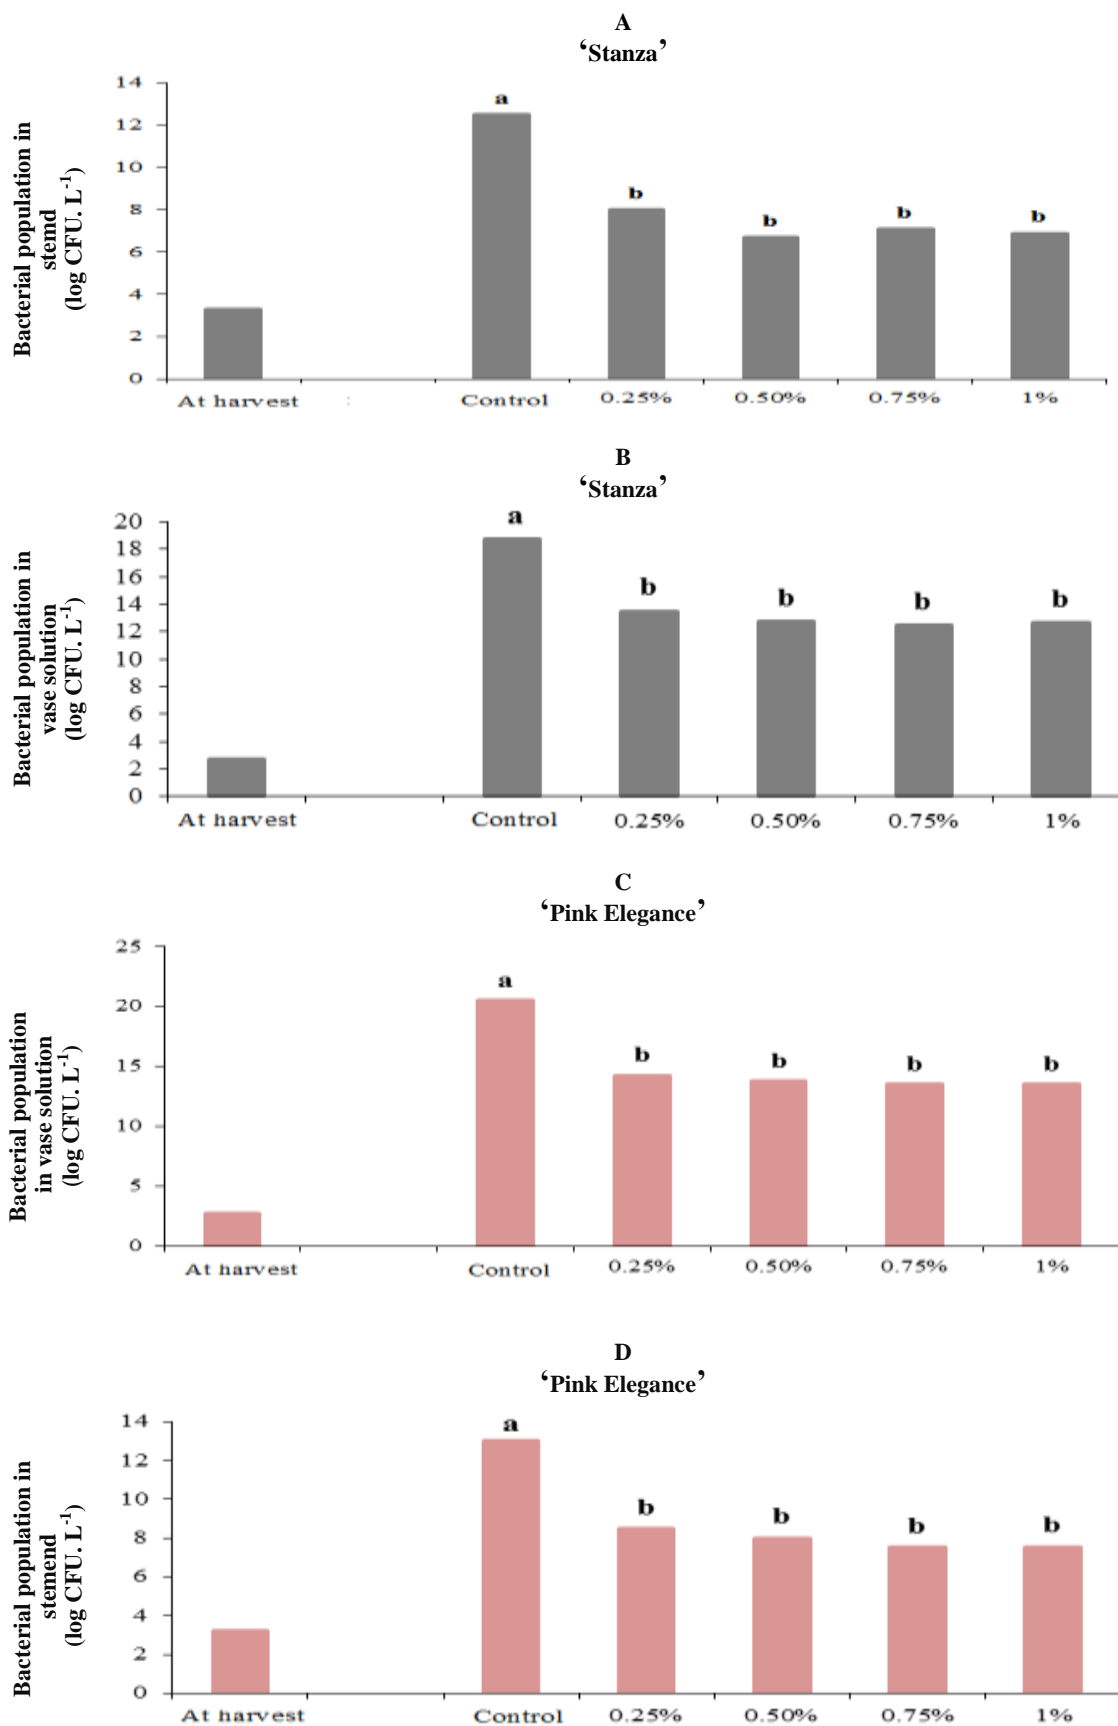 A
‘Stanza’
Bacterial population in
stemd
(log CFU. L-1)
14
12
10
8
6
4
2
0
a
b
b
b
b
At harvest
Control
0.25%
0.50%
0.75%
1%
B
‘Stanza’
Bacterial population in
vase solution
(log CFU. L-1)
20
18
16
14
12
10
8
6
4
2
0
a
b
b
b
b
At harvest
Control
0.25%
0.50%
0.75%
1%
C
‘Pink Elegance’
Bacterial population
in vase solution
(log CFU. L-1)
25
20
15
10
5
0
a
b
b
b
b
At harvest
Control
0.25%
0.50%
0.75%
1%
D
‘Pink Elegance’
Bacterial population in
stemend
(log CFU. L-1)
14
12
10
8
6
4
2
0
a
b
b
b
b
At harvest
Control
0.25%
0.50%
0.75%
1%